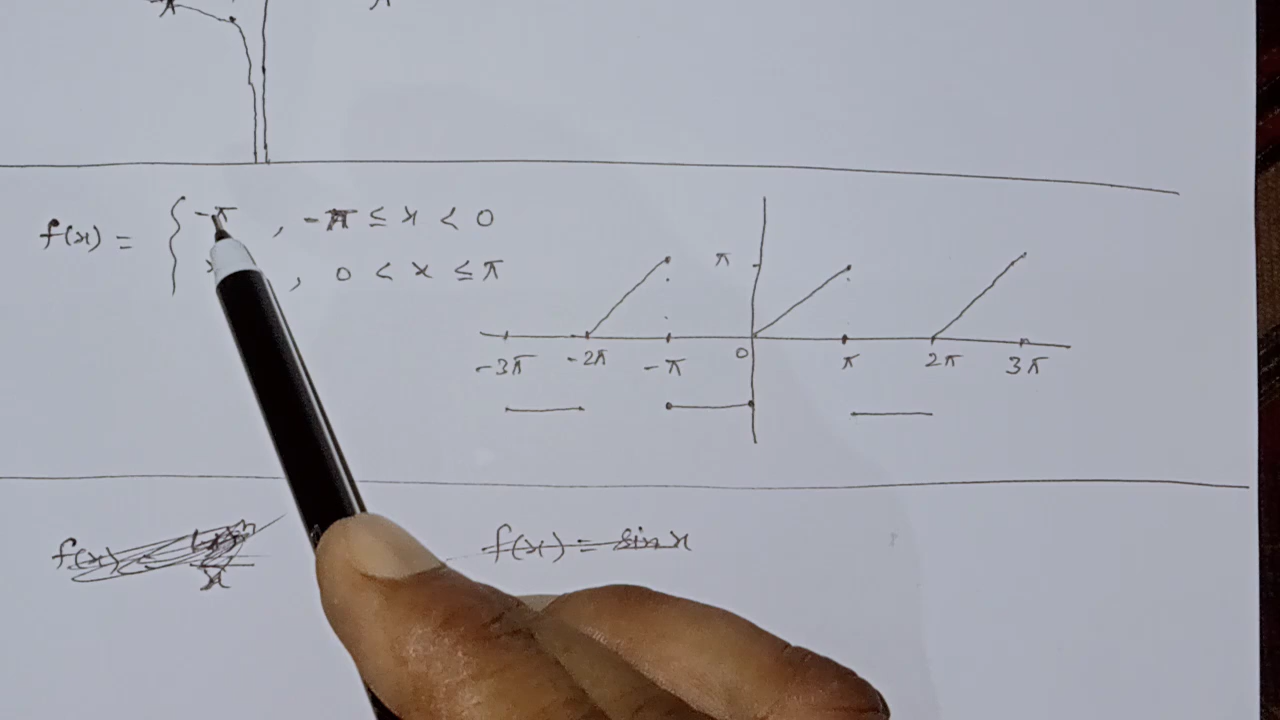 x
f(x) = { -π , -π ≤ x < 0
x , 0 < x ≤ π
π
-3π -2π -π 0 π 2π 3π
f(x) = sin x